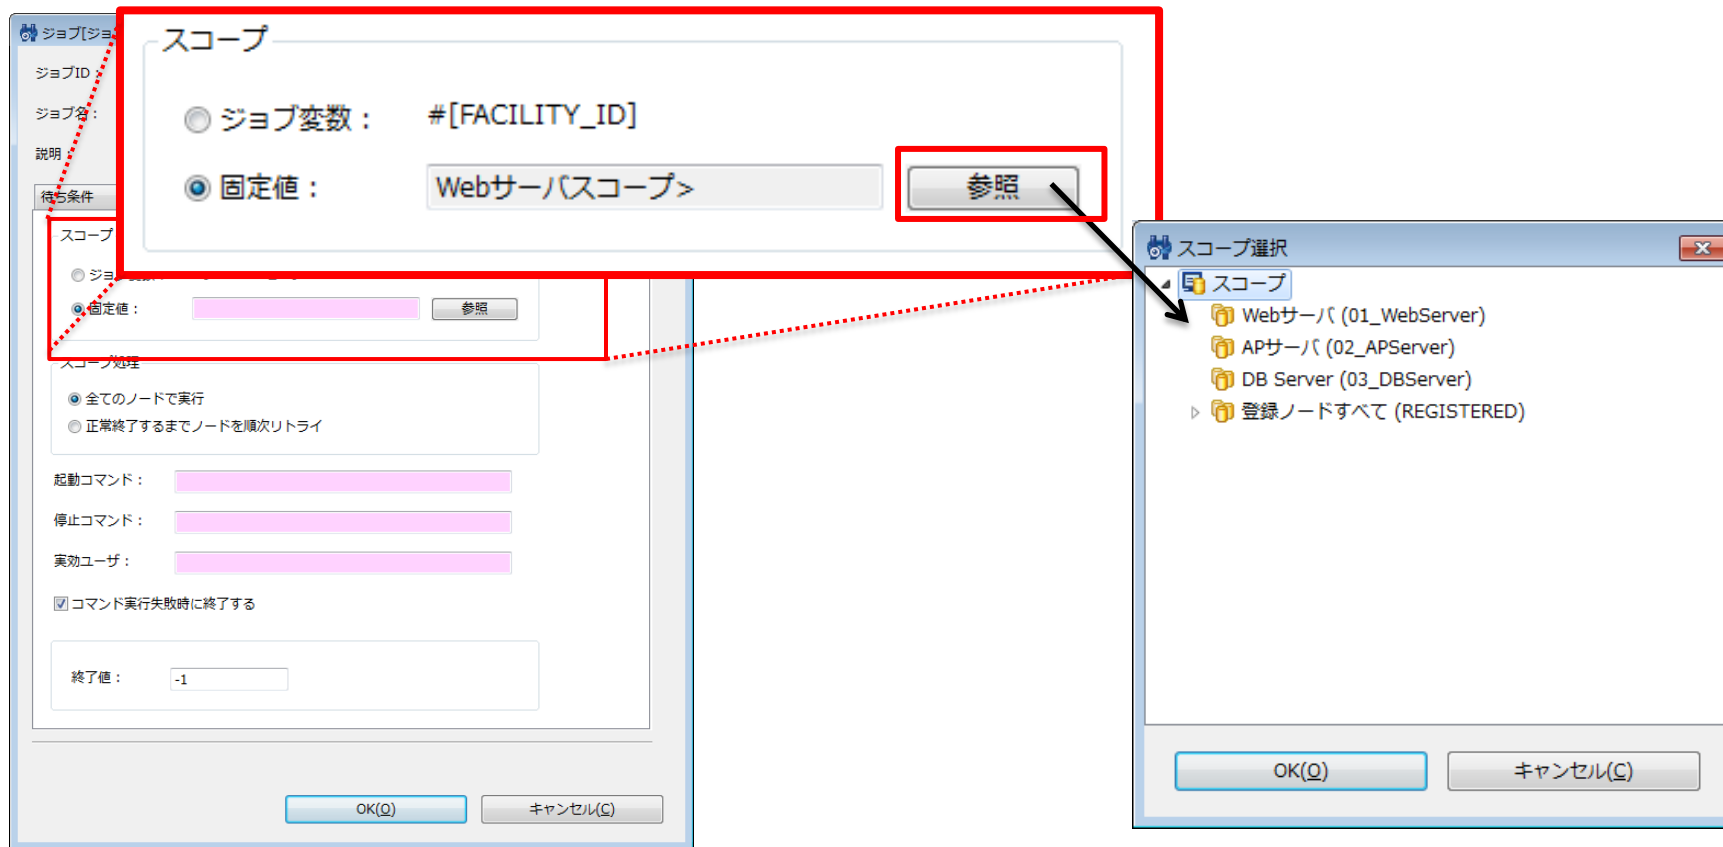 ジョブ[ジョ
ジョブID：
ジョブ名：
説明：
待ち条件
スコープ
ジョブ変数： #[FACILITY_ID]
固定値： Webサーバスコープ> 参照
スコープ
ジョ
固定値： 参照
スコープ処理
全てのノードで実行
正常終了するまでノードを順次リトライ
起動コマンド：
停止コマンド：
実効ユーザ：
コマンド実行失敗時に終了する
終了値： -1
OK(O) キャンセル(C)
スコープ選択
スコープ
Webサーバ (01_WebServer)
APサーバ (02_APServer)
DB Server (03_DBServer)
登録ノードすべて (REGISTERED)
OK(O) キャンセル(C)